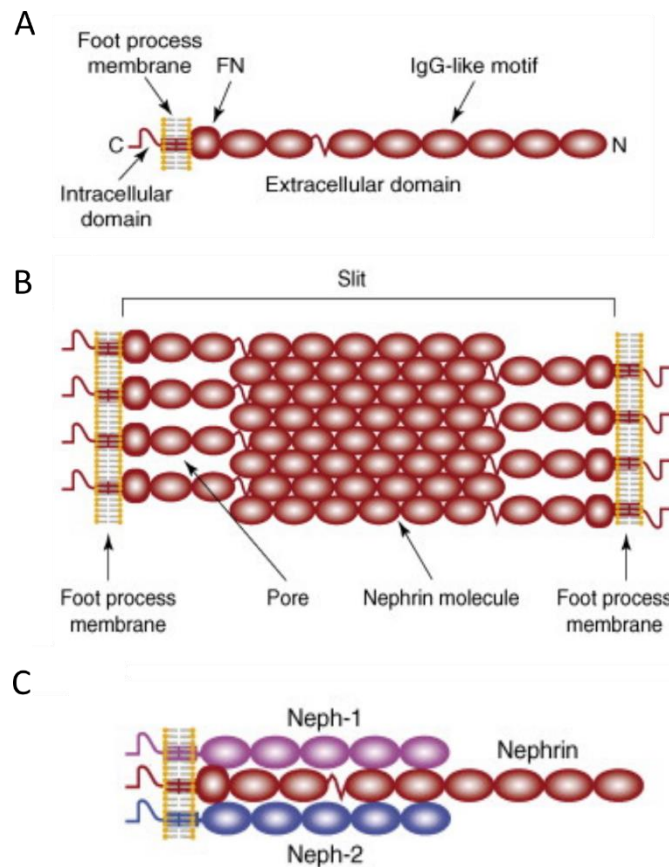 A
Foot process
membrane
FN
IgG-like motif
C
N
Intracellular
domain
Extracellular domain
B
Slit
Foot process
membrane
Pore
Nephrin molecule
Foot process
membrane
C
Neph-1
Nephrin
Neph-2